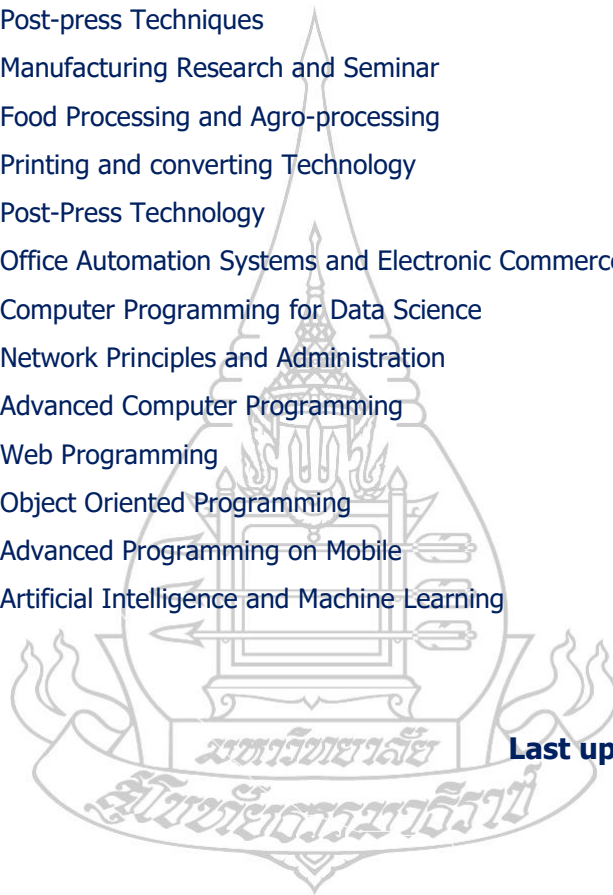 Post-press Techniques
Manufacturing Research and Seminar
Food Processing and Agro-processing
Printing and converting Technology
Post-Press Technology
Office Automation Systems and Electronic Commerce
Computer Programming for Data Science
Network Principles and Administration
Advanced Computer Programming
Web Programming
Object Oriented Programming
Advanced Programming on Mobile
Artificial Intelligence and Machine Learning
Last up
มหาวิทยาลัย
สุโขทัยธรรมาธิราช